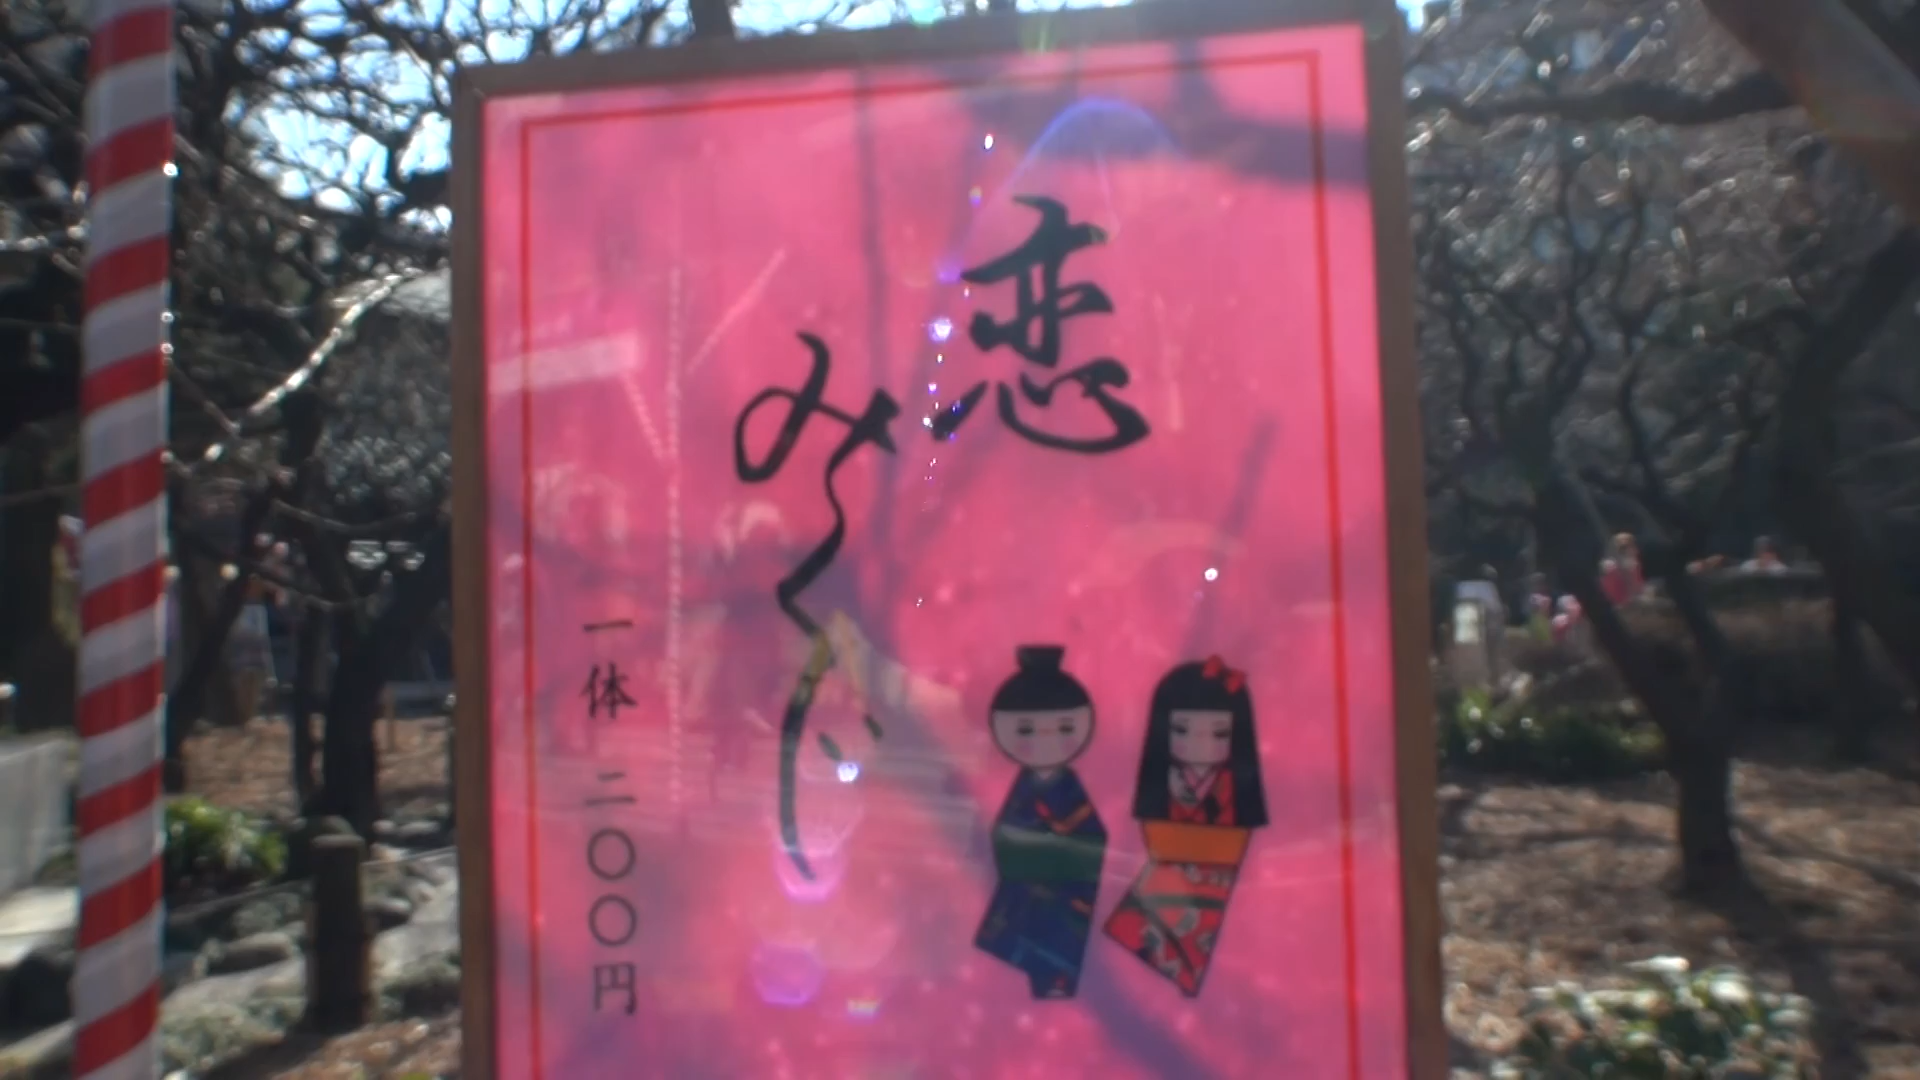 恋
みくじ
一体 二〇〇円